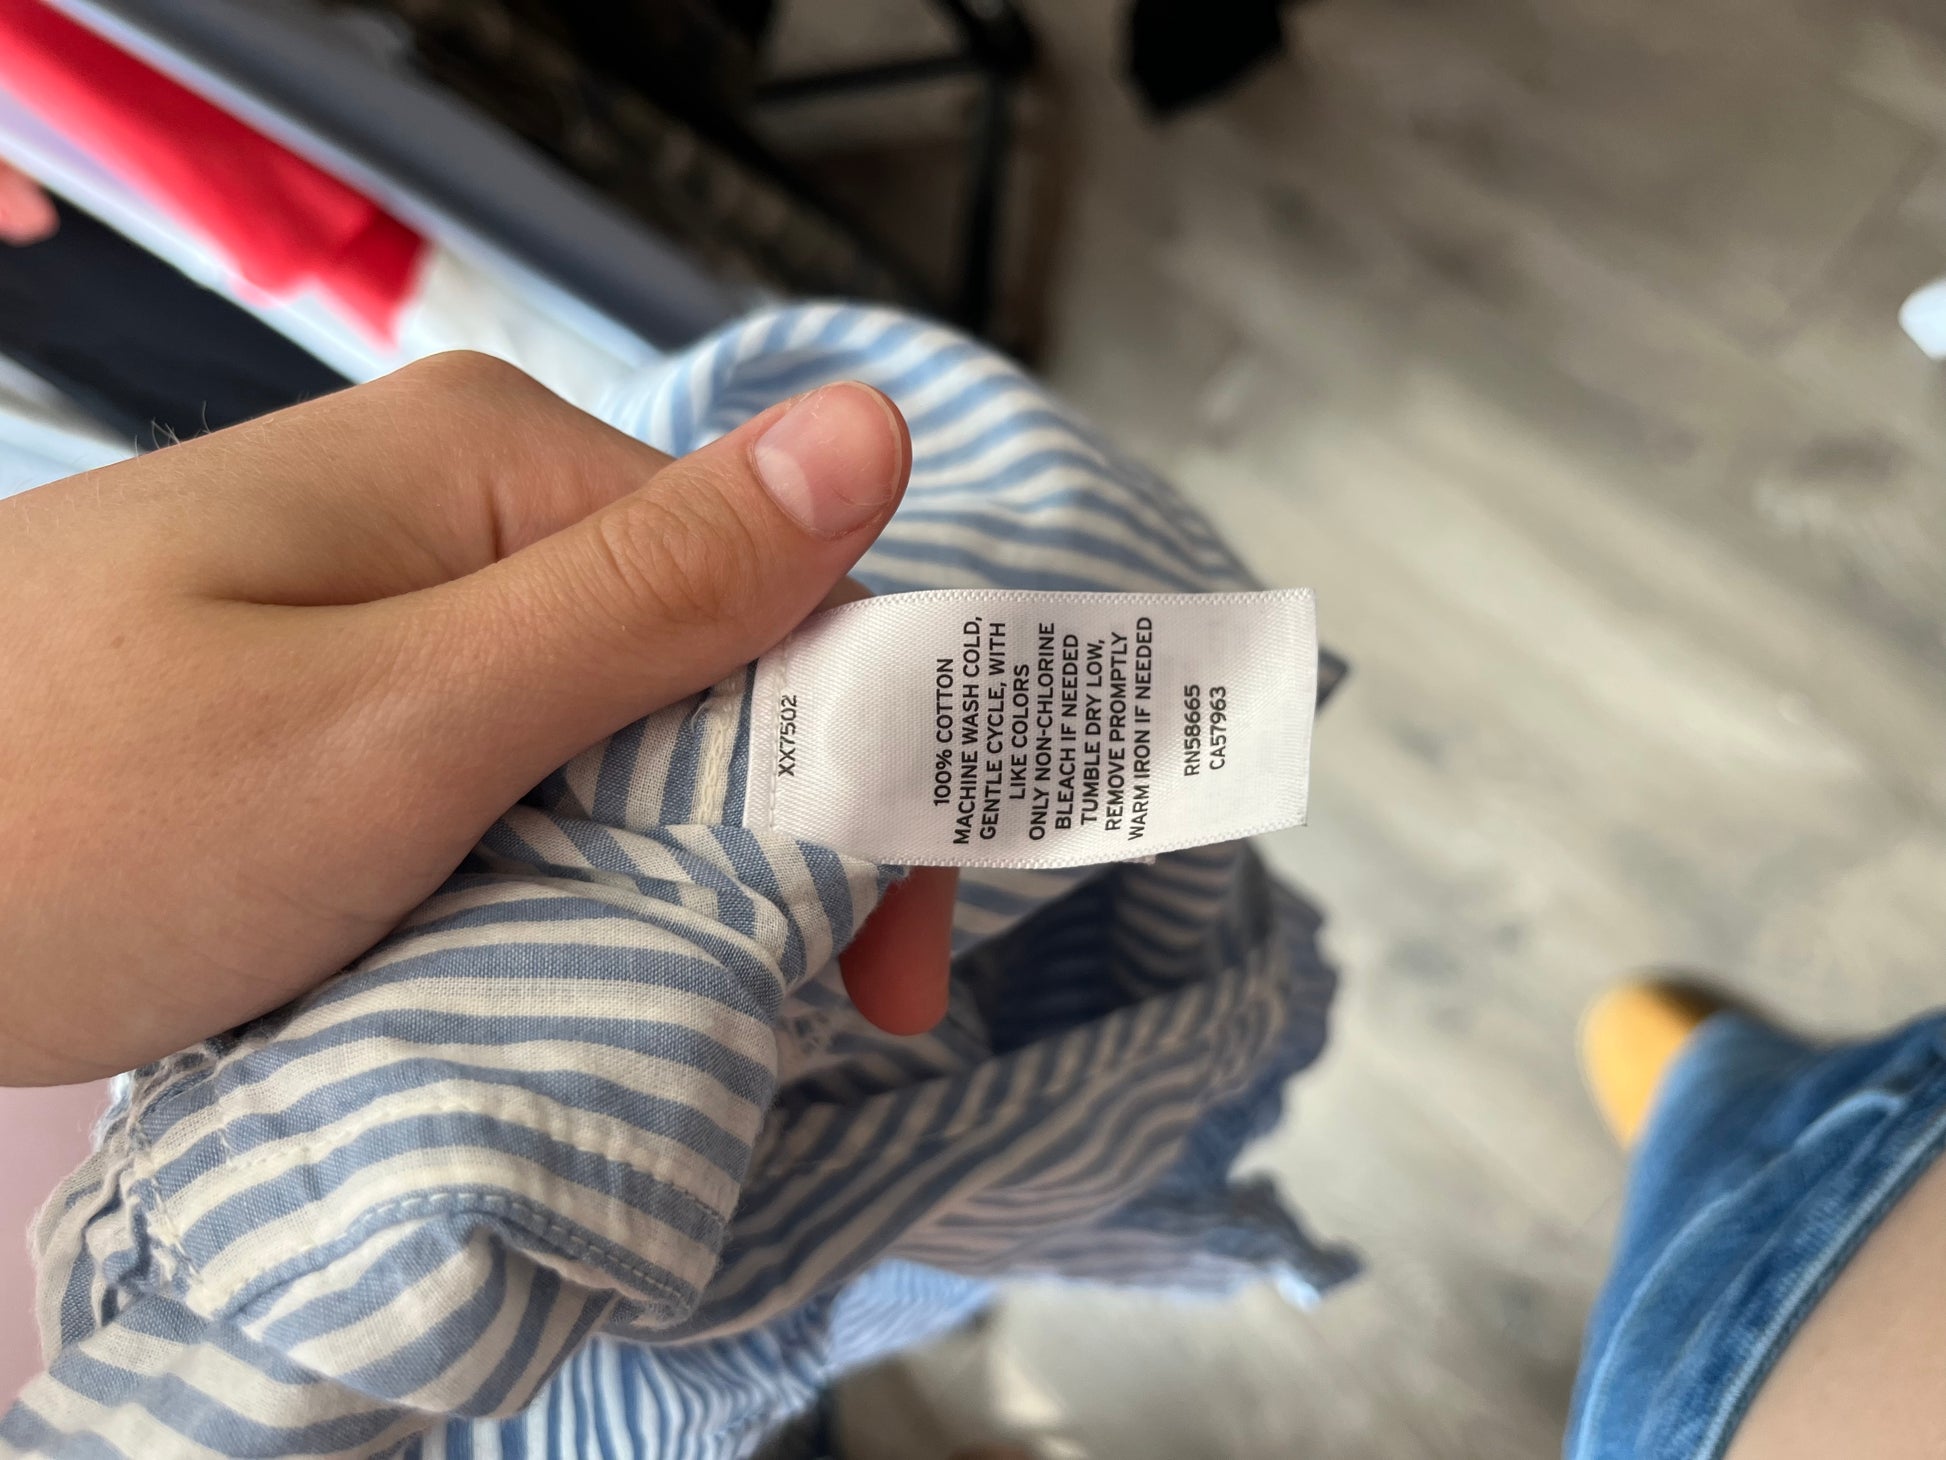 XX7502
100% COTTON
MACHINE WASH COLD,
GENTLE CYCLE, WITH
LIKE COLORS
ONLY NON-CHLORINE
BLEACH IF NEEDED
TUMBLE DRY LOW,
REMOVE PROMPTLY
WARM IRON IF NEEDED
RN58665
CA57963